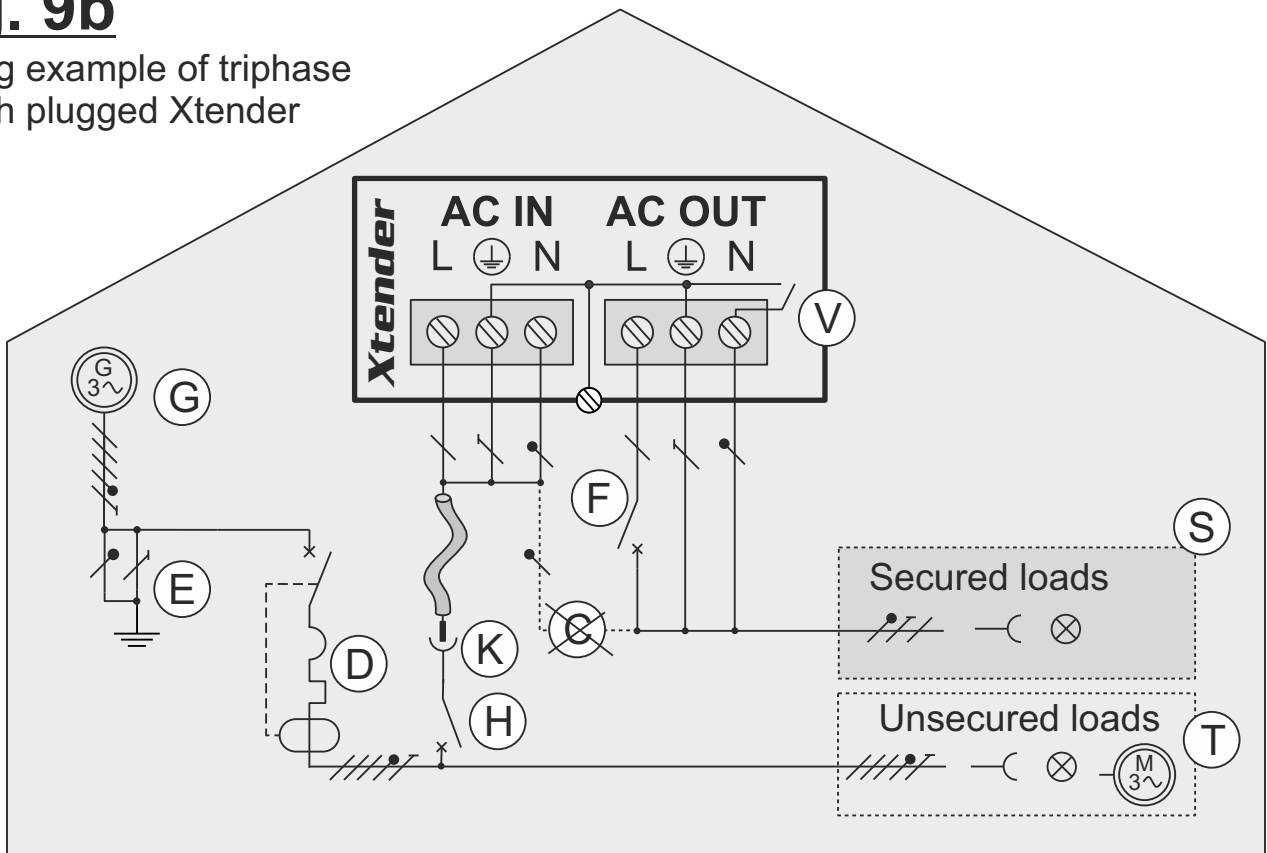 9b
example of triphase
plugged Xtender
Xtender
AC IN AC OUT
L N L N
V
G
3
G
F
S
E
Secured loads
C
K
D
H
Unsecured loads
T
M
3